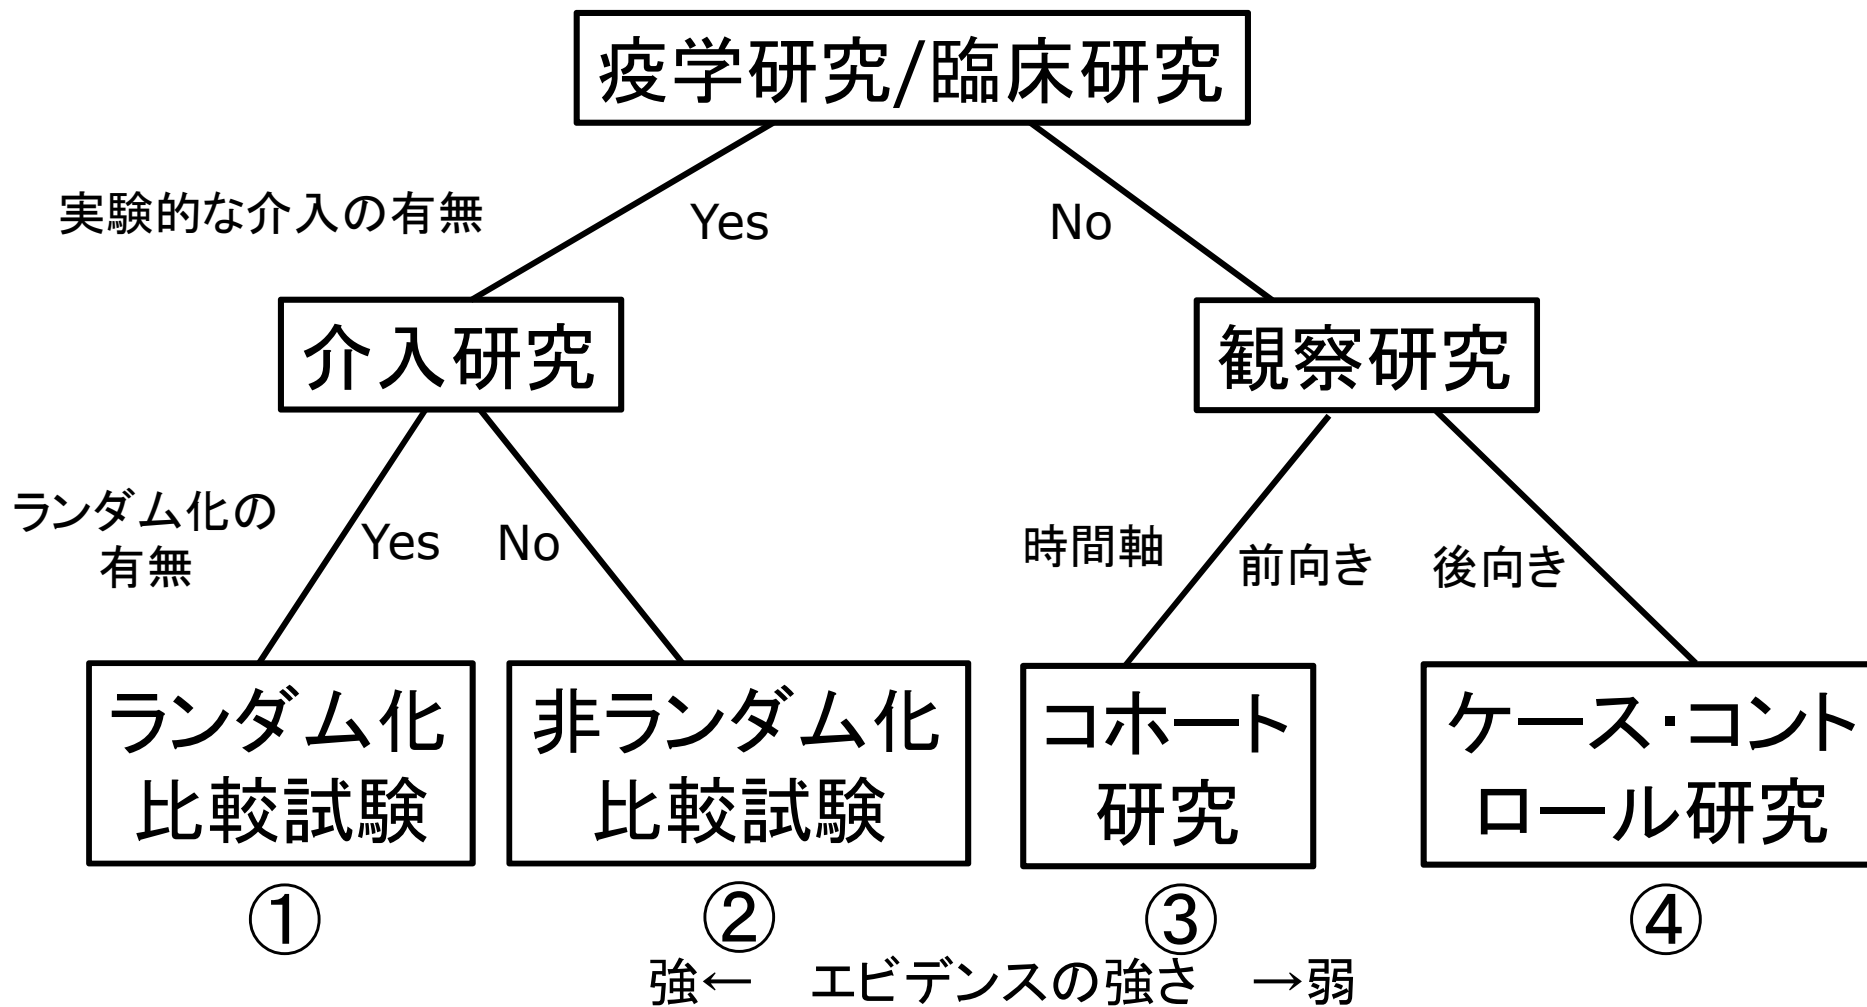 疫学研究/臨床研究
実験的な介入の有無
Yes
No
介入研究
観察研究
ランダム化の
有無
Yes
No
時間軸
前向き
後向き
ランダム化
比較試験
非ランダム化
比較試験
コホート
研究
ケース・コント
ロール研究
①
②
③
④
強← エビデンスの強さ →弱